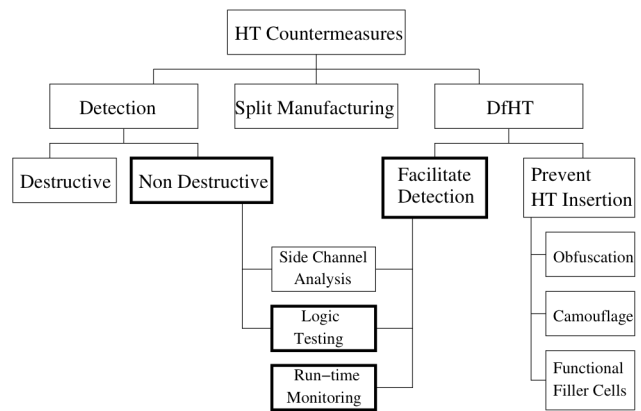 HT Countermeasures
Detection
Split Manufacturing
DfHT
Destructive
Non Destructive
Facilitate
Detection
Prevent
HT Insertion
Side Channel
Analysis
Logic
Testing
Run-time
Monitoring
Obfuscation
Camouflage
Functional
Filler Cells